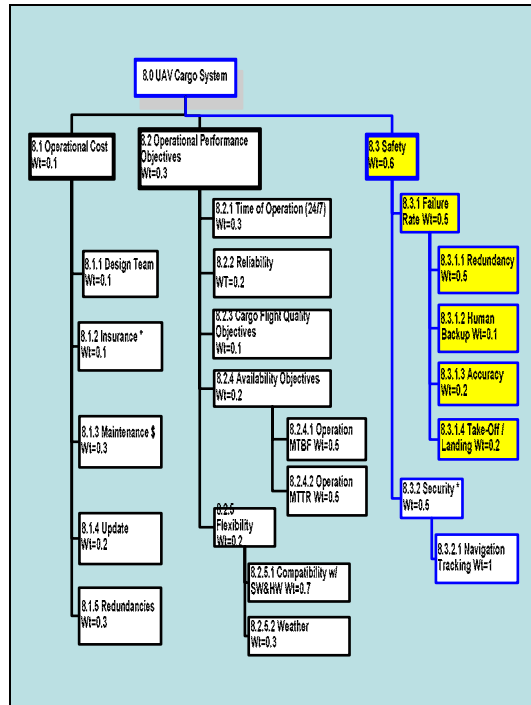 8.0 UAV Cargo System
8.1 Operational Cost
Wt=0.1
8.2 Operational Performance
Objectives
Wt=0.3
8.3 Safety
Wt=0.6
8.1.1 Design Team
Wt=0.1
8.1.2 Insurance *
Wt=0.1
8.1.3 Maintenance $
Wt=0.3
8.1.4 Update
Wt=0.2
8.1.5 Redundancies
Wt=0.3
8.2.1 Time of Operation (24/7)
Wt=0.3
8.2.2 Reliability
WT=0.2
8.2.3 Cargo Flight Quality
Objectives
Wt=0.1
8.2.4 Availability Objectives
Wt=0.2
8.2.4.1 Operation
MTBF Wt=0.5
8.2.4.2 Operation
MTTR Wt=0.5
8.2.5
Flexibility
Wt=0.2
8.2.5.1 Compatibility w/
SW&HW Wt=0.7
8.2.5.2 Weather
Wt=0.3
8.3.1 Failure
Rate Wt=0.5
8.3.1.1 Redundancy
Wt=0.5
8.3.1.2 Human
Backup Wt=0.1
8.3.1.3 Accuracy
Wt=0.2
8.3.1.4 Take-Off /
Landing Wt=0.2
8.3.2 Security *
Wt=0.5
8.3.2.1 Navigation
Tracking Wt=1